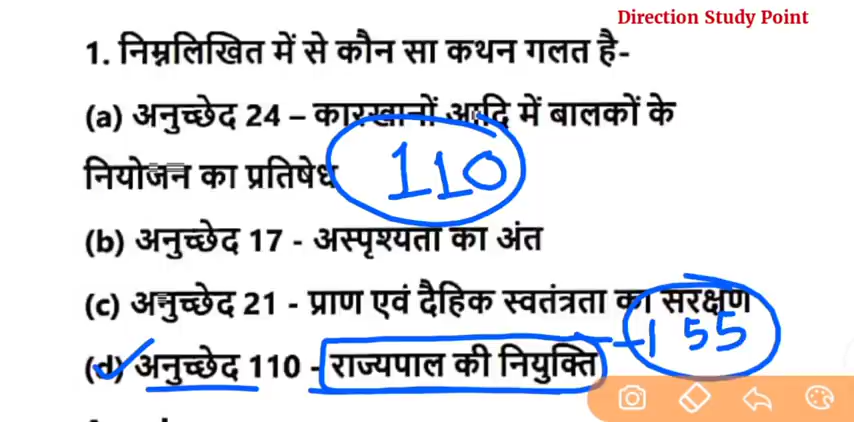 Direction Study Point
1. निम्नलिखित में से कौन सा कथन गलत है-
(a) अनुच्छेद 24 – कारखानों आदि में बालकों के
नियोजन का प्रतिषेध
110
(b) अनुच्छेद 17 - अस्पृश्यता का अंत
(c) अनुच्छेद 21 - प्राण एवं दैहिक स्वतंत्रता का संरक्षण
(d) अनुच्छेद 110 - राज्यपाल की नियुक्ति
155